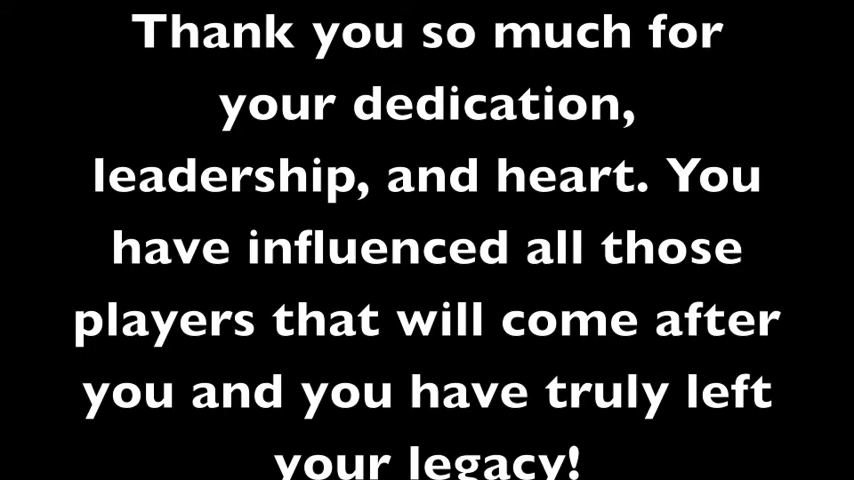 Thank you so much for
your dedication,
leadership, and heart. You
have influenced all those
players that will come after
you and you have truly left
your legacy!